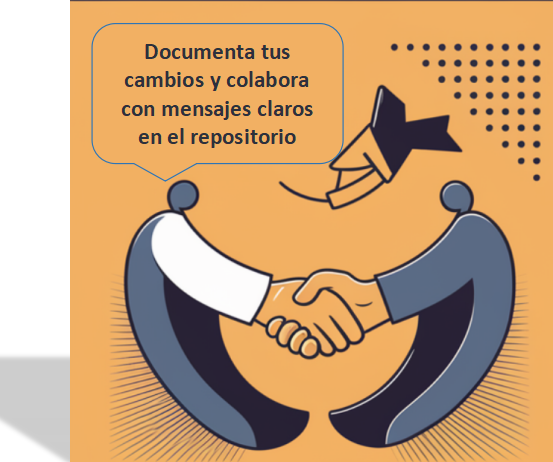 Documenta tus
cambios y colabora
con mensajes claros
en el repositorio